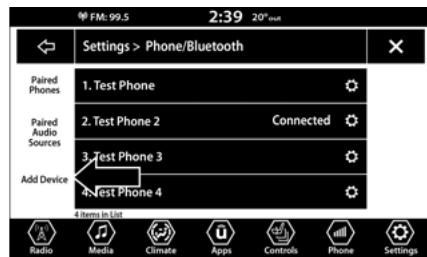 FM: 99.5 2:39 20° out
Settings > Phone/Bluetooth X
Paired
Phones
1. Test Phone
Paired
Audio
Sources
2. Test Phone 2 Connected
3. Test Phone 3
Add Device
4. Test Phone 4
4 items in List
Radio Media Climate Apps Controls Phone Settings